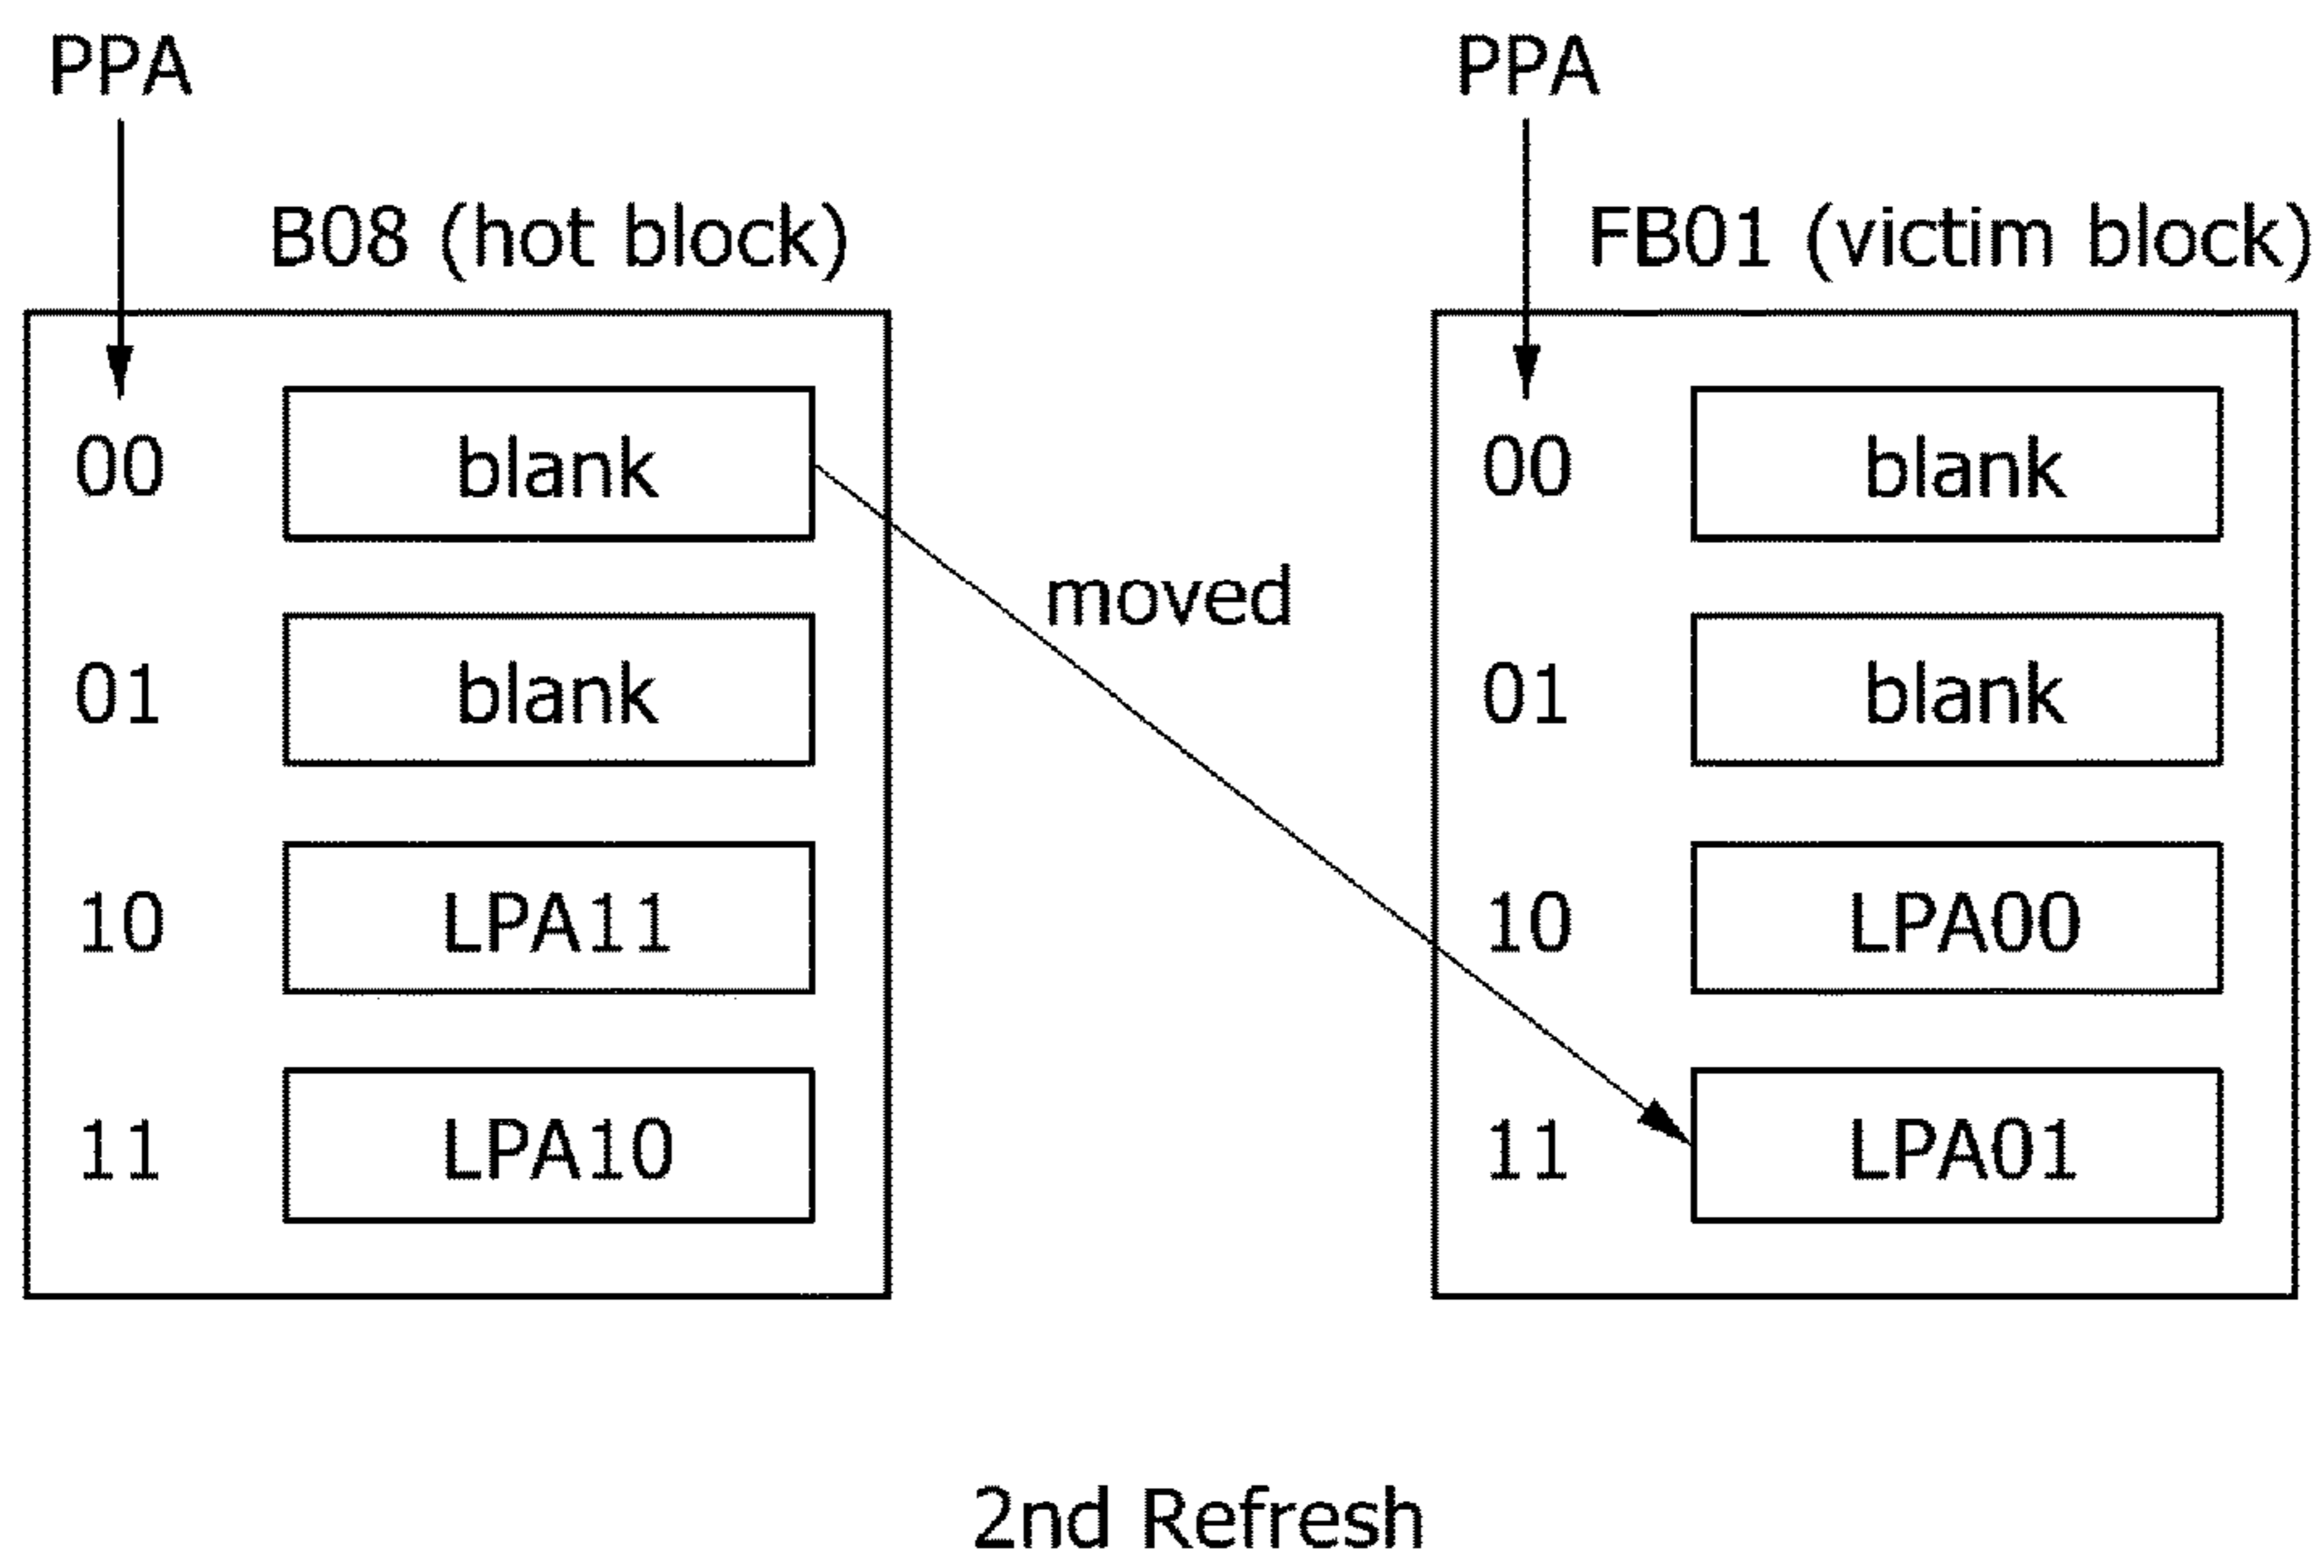 PPA PPA
B08 (hot block) FB01 (victim block)
00 blank 00 blank
moved
01 blank 01 blank
10 LPA11 10 LPA00
11 LPA10 11 LPA01
2nd Refresh